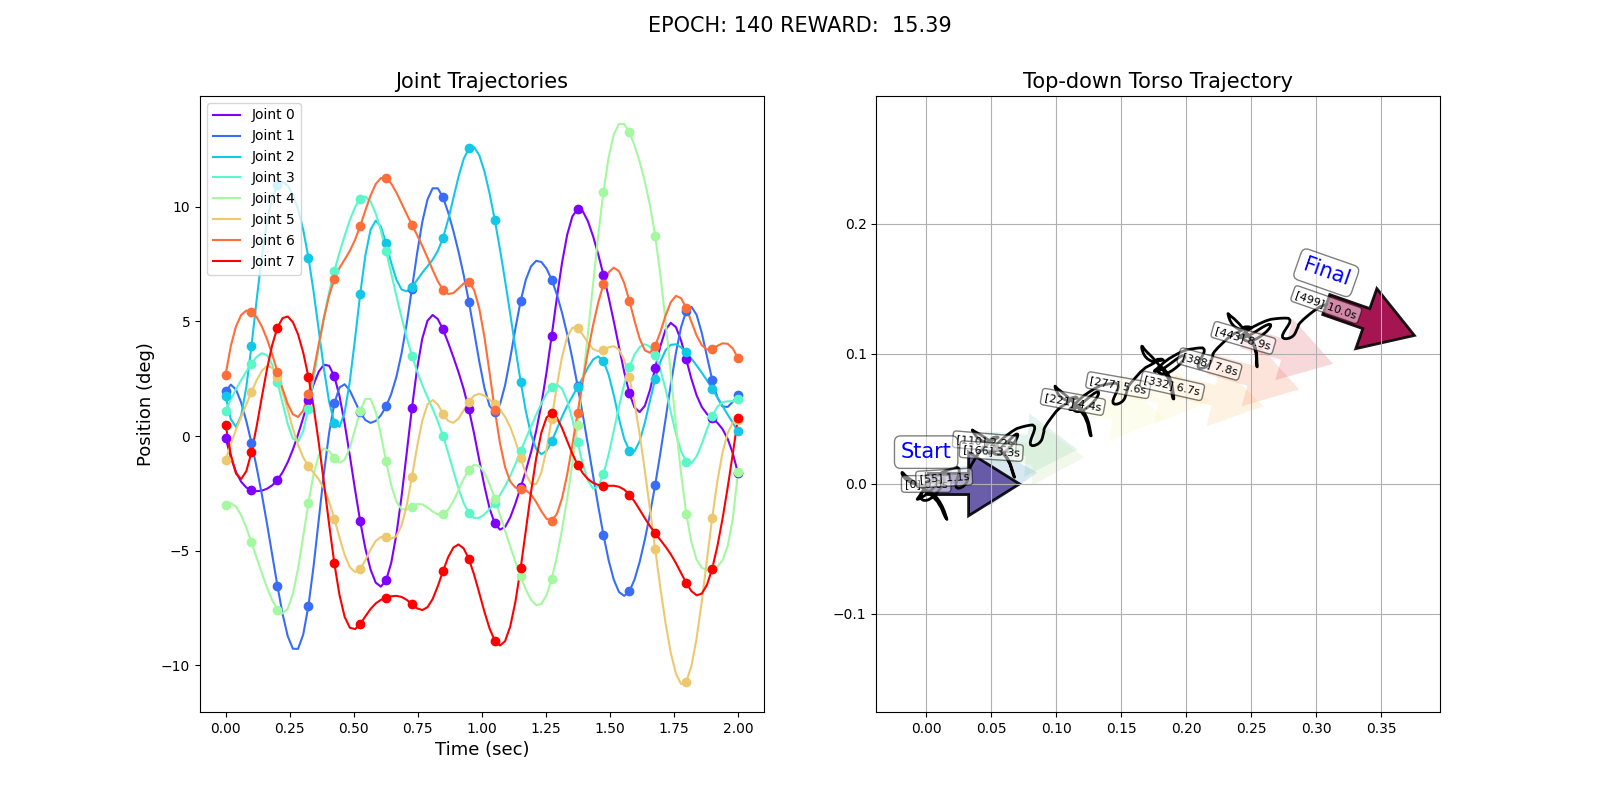 EPOCH: 140 REWARD:  15.39
Joint Trajectories
Joint 0
Joint 1
Joint 2
Joint 3
Joint 4
Joint 5
Joint 6
Joint 7
Position (deg)
10
5
0
−5
−10
0.00 0.25 0.50 0.75 1.00 1.25 1.50 1.75 2.00
Time (sec)
Top-down Torso Trajectory
0.2
0.1
0.0
−0.1
0.00 0.05 0.10 0.15 0.20 0.25 0.30 0.35
Start
Final
[0]
[55] 1.1s
[166] 3.3s
[221] 4.4s
[277] 5.6s
[332] 6.7s
[388] 7.8s
[443] 8.9s
[499] 10.0s